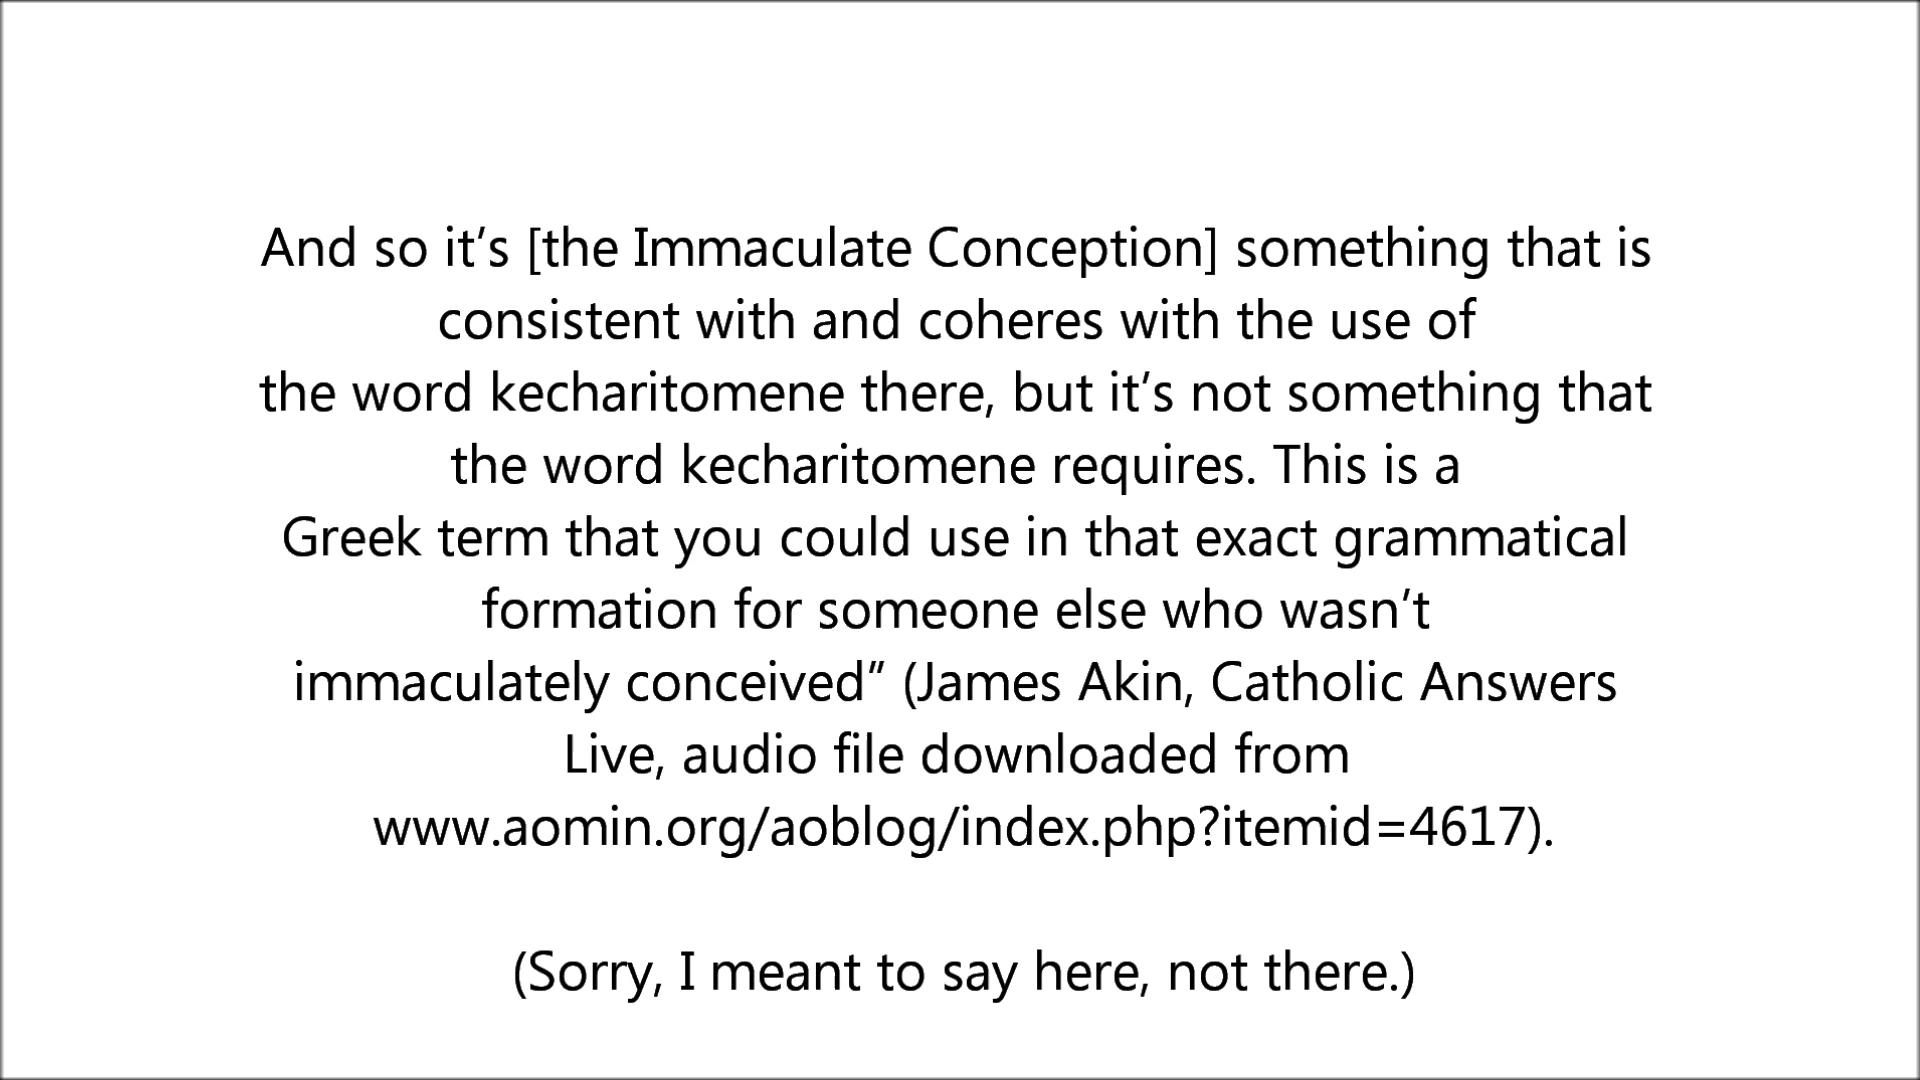 And so it’s [the Immaculate Conception] something that is
consistent with and coheres with the use of
the word kecharitomene there, but it’s not something that
the word kecharitomene requires. This is a
Greek term that you could use in that exact grammatical
formation for someone else who wasn’t
immaculately conceived” (James Akin, Catholic Answers
Live, audio file downloaded from
www.aomin.org/aoblog/index.php?itemid=4617).
(Sorry, I meant to say here, not there.)